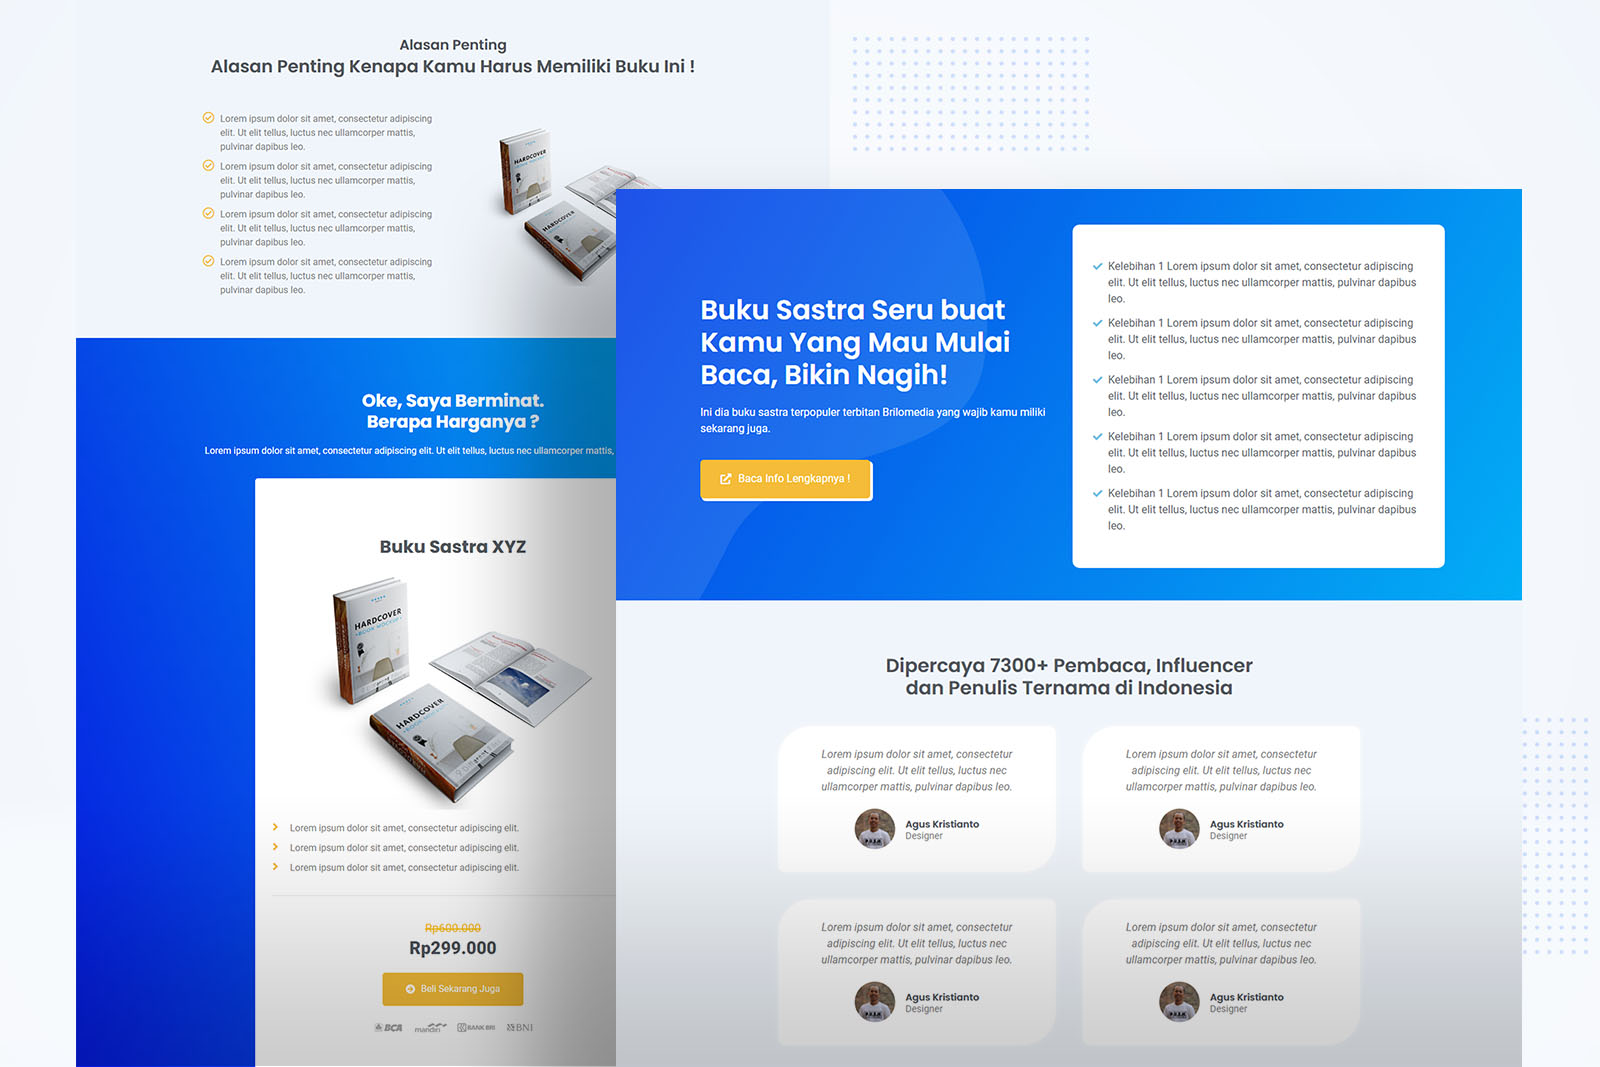 Alasan Penting
Alasan Penting Kenapa Kamu Harus Memiliki Buku Ini !
Lorem ipsum dolor sit amet, consectetur adipiscing
elit. Ut elit tellus, luctus nec ullamcorper mattis,
pulvinar dapibus leo.
Lorem ipsum dolor sit amet, consectetur adipiscing
elit. Ut elit tellus, luctus nec ullamcorper mattis,
pulvinar dapibus leo.
Lorem ipsum dolor sit amet, consectetur adipiscing
elit. Ut elit tellus, luctus nec ullamcorper mattis,
pulvinar dapibus leo.
Lorem ipsum dolor sit amet, consectetur adipiscing
elit. Ut elit tellus, luctus nec ullamcorper mattis,
pulvinar dapibus leo.
HARDCOVER
HARDCOVER
Oke, Saya Berminat.
Berapa Harganya ?
Lorem ipsum dolor sit amet, consectetur adipiscing elit. Ut elit tellus, luctus nec ullamcorper mattis,
Buku Sastra XYZ
HARDCOVER
BOOK MOCKUP
HARDCOVER
BOOK MOCKUP
Lorem ipsum dolor sit amet, consectetur adipiscing elit.
Lorem ipsum dolor sit amet, consectetur adipiscing elit.
Lorem ipsum dolor sit amet, consectetur adipiscing elit.
Rp600.000
Rp299.000
Beli Sekarang Juga
BCA mandiri BANK BRI BNI
Buku Sastra Seru buat
Kamu Yang Mau Mulai
Baca, Bikin Nagih!
Ini dia buku sastra terpopuler terbitan Brilomedia yang wajib kamu miliki
sekarang juga.
Baca Info Lengkapnya !
Kelebihan 1 Lorem ipsum dolor sit amet, consectetur adipiscing
elit. Ut elit tellus, luctus nec ullamcorper mattis, pulvinar dapibus
leo.
Kelebihan 1 Lorem ipsum dolor sit amet, consectetur adipiscing
elit. Ut elit tellus, luctus nec ullamcorper mattis, pulvinar dapibus
leo.
Kelebihan 1 Lorem ipsum dolor sit amet, consectetur adipiscing
elit. Ut elit tellus, luctus nec ullamcorper mattis, pulvinar dapibus
leo.
Kelebihan 1 Lorem ipsum dolor sit amet, consectetur adipiscing
elit. Ut elit tellus, luctus nec ullamcorper mattis, pulvinar dapibus
leo.
Kelebihan 1 Lorem ipsum dolor sit amet, consectetur adipiscing
elit. Ut elit tellus, luctus nec ullamcorper mattis, pulvinar dapibus
leo.
Dipercaya 7300+ Pembaca, Influencer
dan Penulis Ternama di Indonesia
Lorem ipsum dolor sit amet, consectetur
adipiscing elit. Ut elit tellus, luctus nec
ullamcorper mattis, pulvinar dapibus leo.
Agus Kristianto
Designer
Lorem ipsum dolor sit amet, consectetur
adipiscing elit. Ut elit tellus, luctus nec
ullamcorper mattis, pulvinar dapibus leo.
Agus Kristianto
Designer
Lorem ipsum dolor sit amet, consectetur
adipiscing elit. Ut elit tellus, luctus nec
ullamcorper mattis, pulvinar dapibus leo.
Agus Kristianto
Designer
Lorem ipsum dolor sit amet, consectetur
adipiscing elit. Ut elit tellus, luctus nec
ullamcorper mattis, pulvinar dapibus leo.
Agus Kristianto
Designer